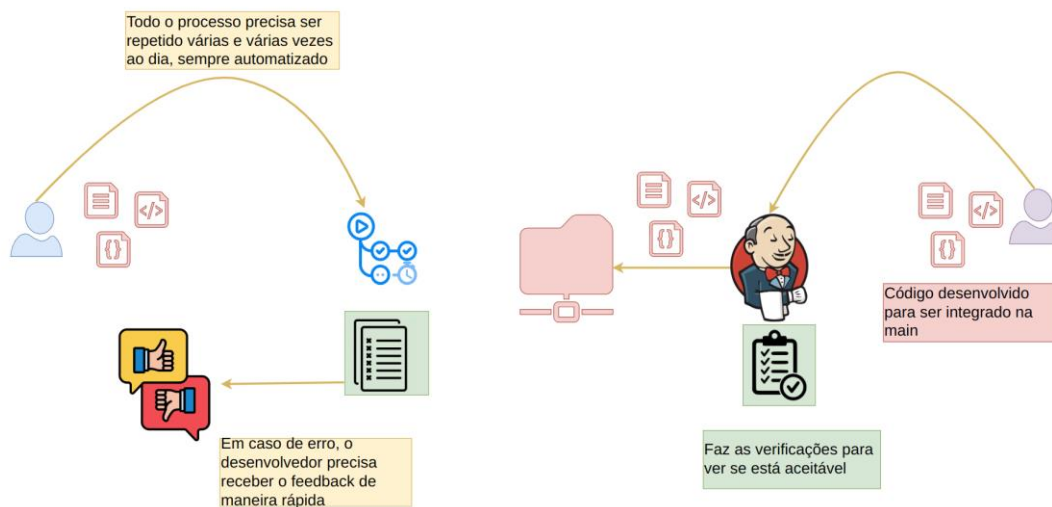 Todo o processo precisa ser
repetido várias e várias vezes
ao dia, sempre automatizado
Em caso de erro, o
desenvolvedor precisa
receber o feedback de
maneira rápida
Código desenvolvido
para ser integrado na
main
Faz as verificações para
ver se está aceitável